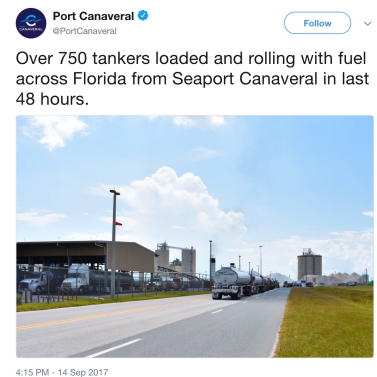 Port Canaveral
@PortCanaveral
Follow
Over 750 tankers loaded and rolling with fuel
across Florida from Seaport Canaveral in last
48 hours.
4:15 PM - 14 Sep 2017